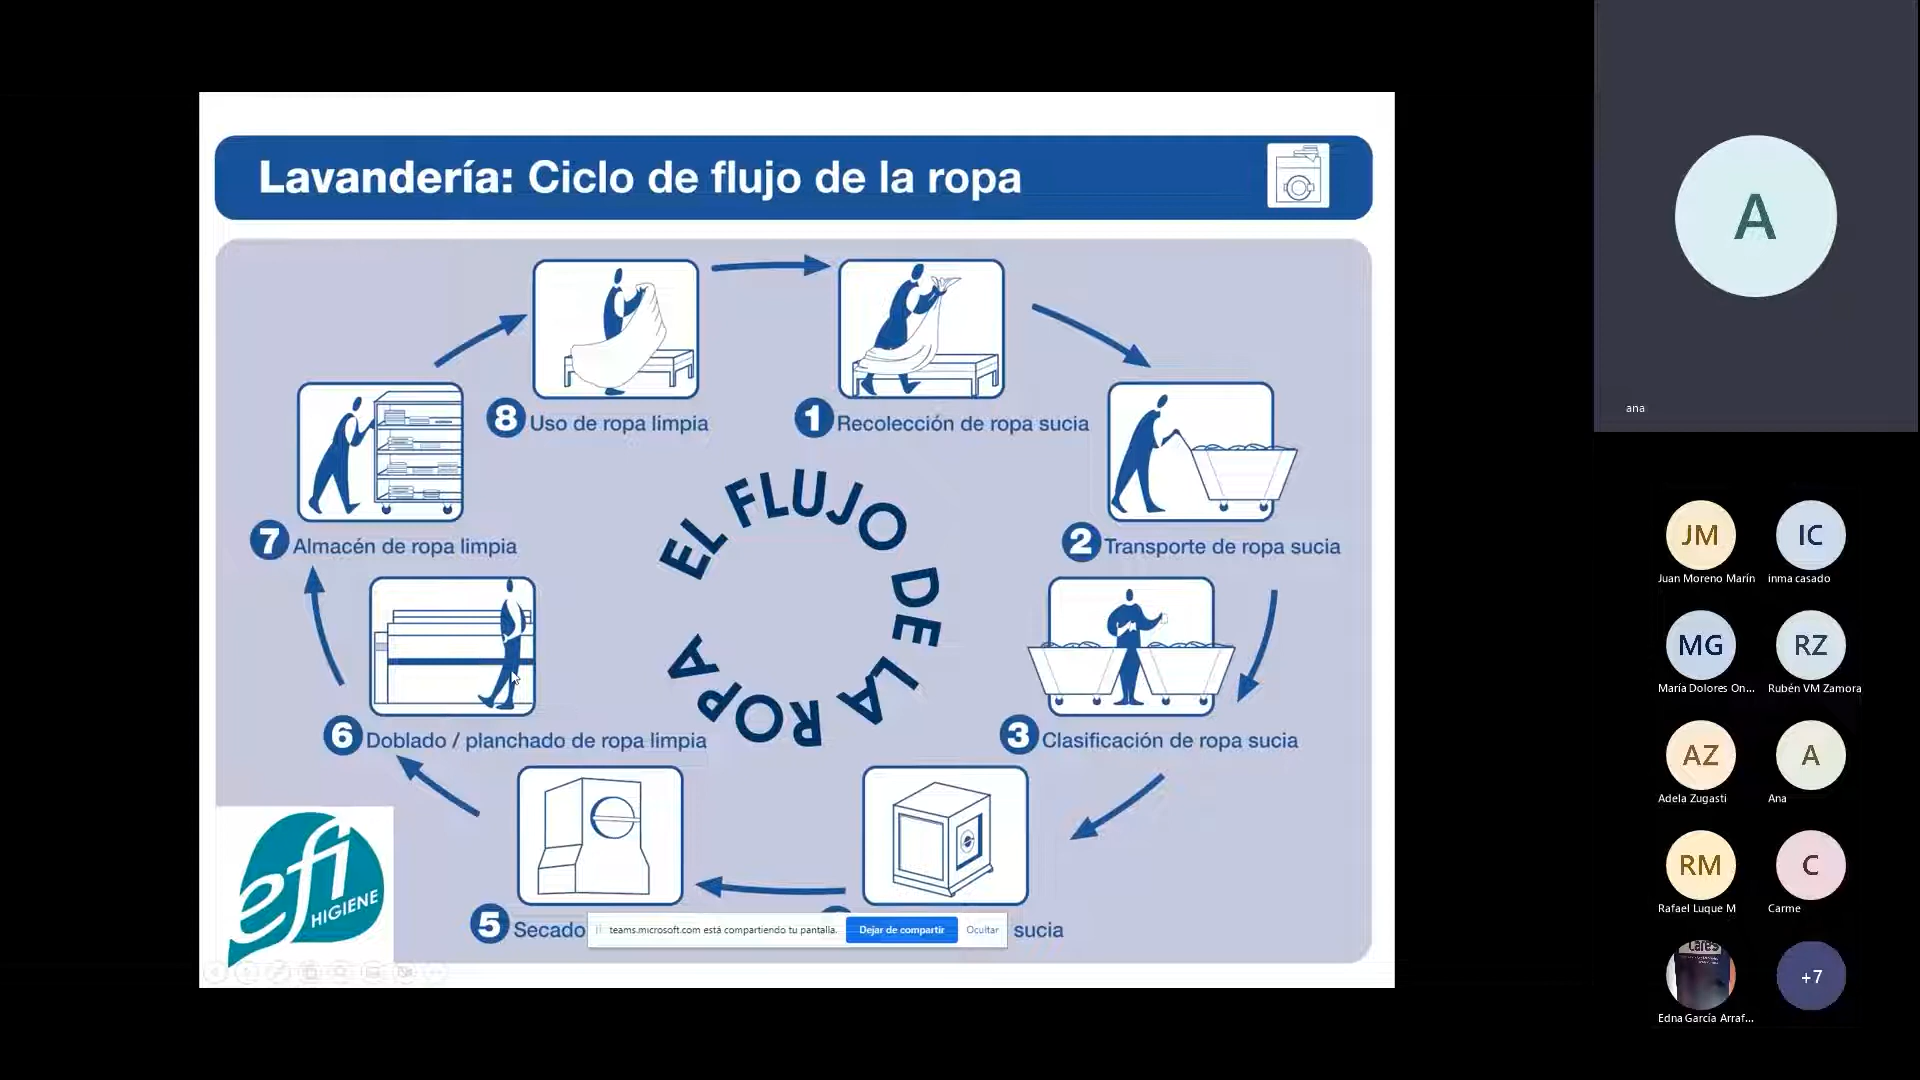 Lavandería: Ciclo de flujo de la ropa
8 Uso de ropa limpia
1 Recolección de ropa sucia
7 Almacén de ropa limpia
2 Transporte de ropa sucia
EL FLUJO DE LA ROPA
6 Doblado / planchado de ropa limpia
3 Clasificación de ropa sucia
5 Secado
sucia
efi
HIGIENE
teams.microsoft.com está compartiendo tu pantalla.
Dejar de compartir
Ocultar
A
ana
JM
Juan Moreno Marín
IC
inma casado
MG
María Dolores On...
RZ
Rubén VM Zamora
AZ
Adela Zugasti
A
Ana
RM
Rafael Luque M
C
Carme
Edna García Arraf...
+7